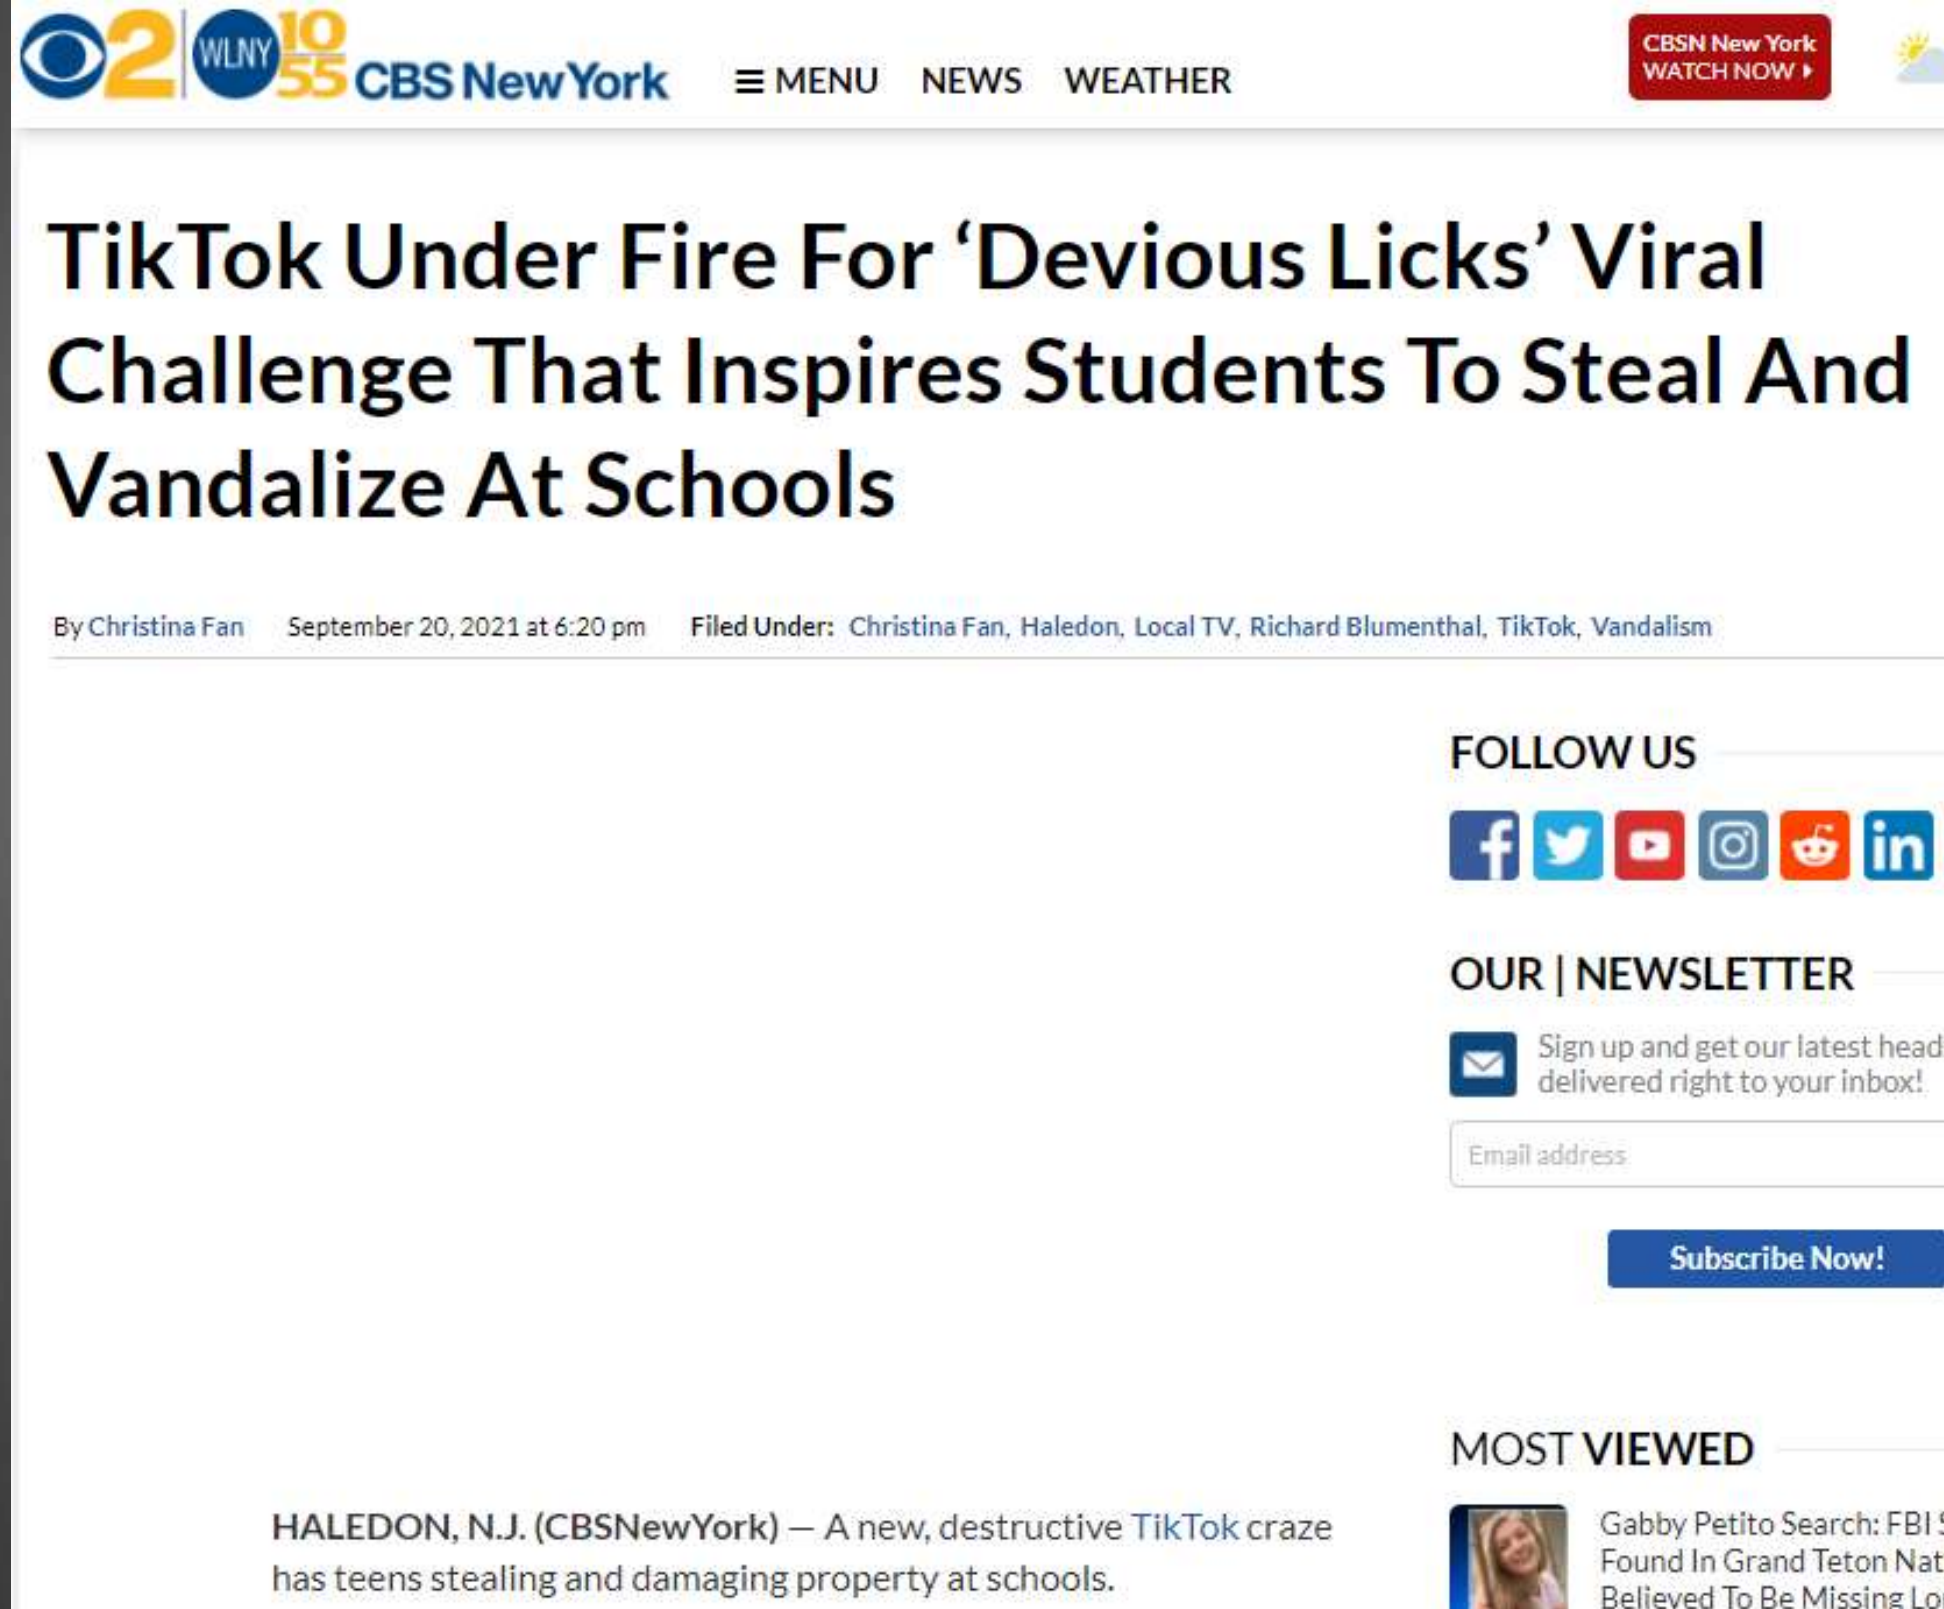 2 WLNY 10 55 CBS New York
MENU NEWS WEATHER
CBSN New York
WATCH NOW
TikTok Under Fire For ‘Devious Licks’ Viral
Challenge That Inspires Students To Steal And
Vandalize At Schools
By Christina Fan September 20, 2021 at 6:20 pm Filed Under: Christina Fan, Haledon, Local TV, Richard Blumenthal, TikTok, Vandalism
FOLLOW US
OUR | NEWSLETTER
Sign up and get our latest head
delivered right to your inbox!
Email address
Subscribe Now!
MOST VIEWED
Gabby Petito Search: FBI S
Found In Grand Teton Nat
Believed To Be Missing Lo
HALEDON, N.J. (CBSNewYork) — A new, destructive TikTok craze
has teens stealing and damaging property at schools.